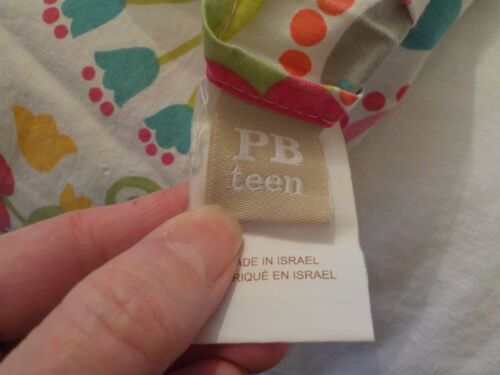 PB
teen
ADE IN ISRAEL
RIQUÉ EN ISRAEL